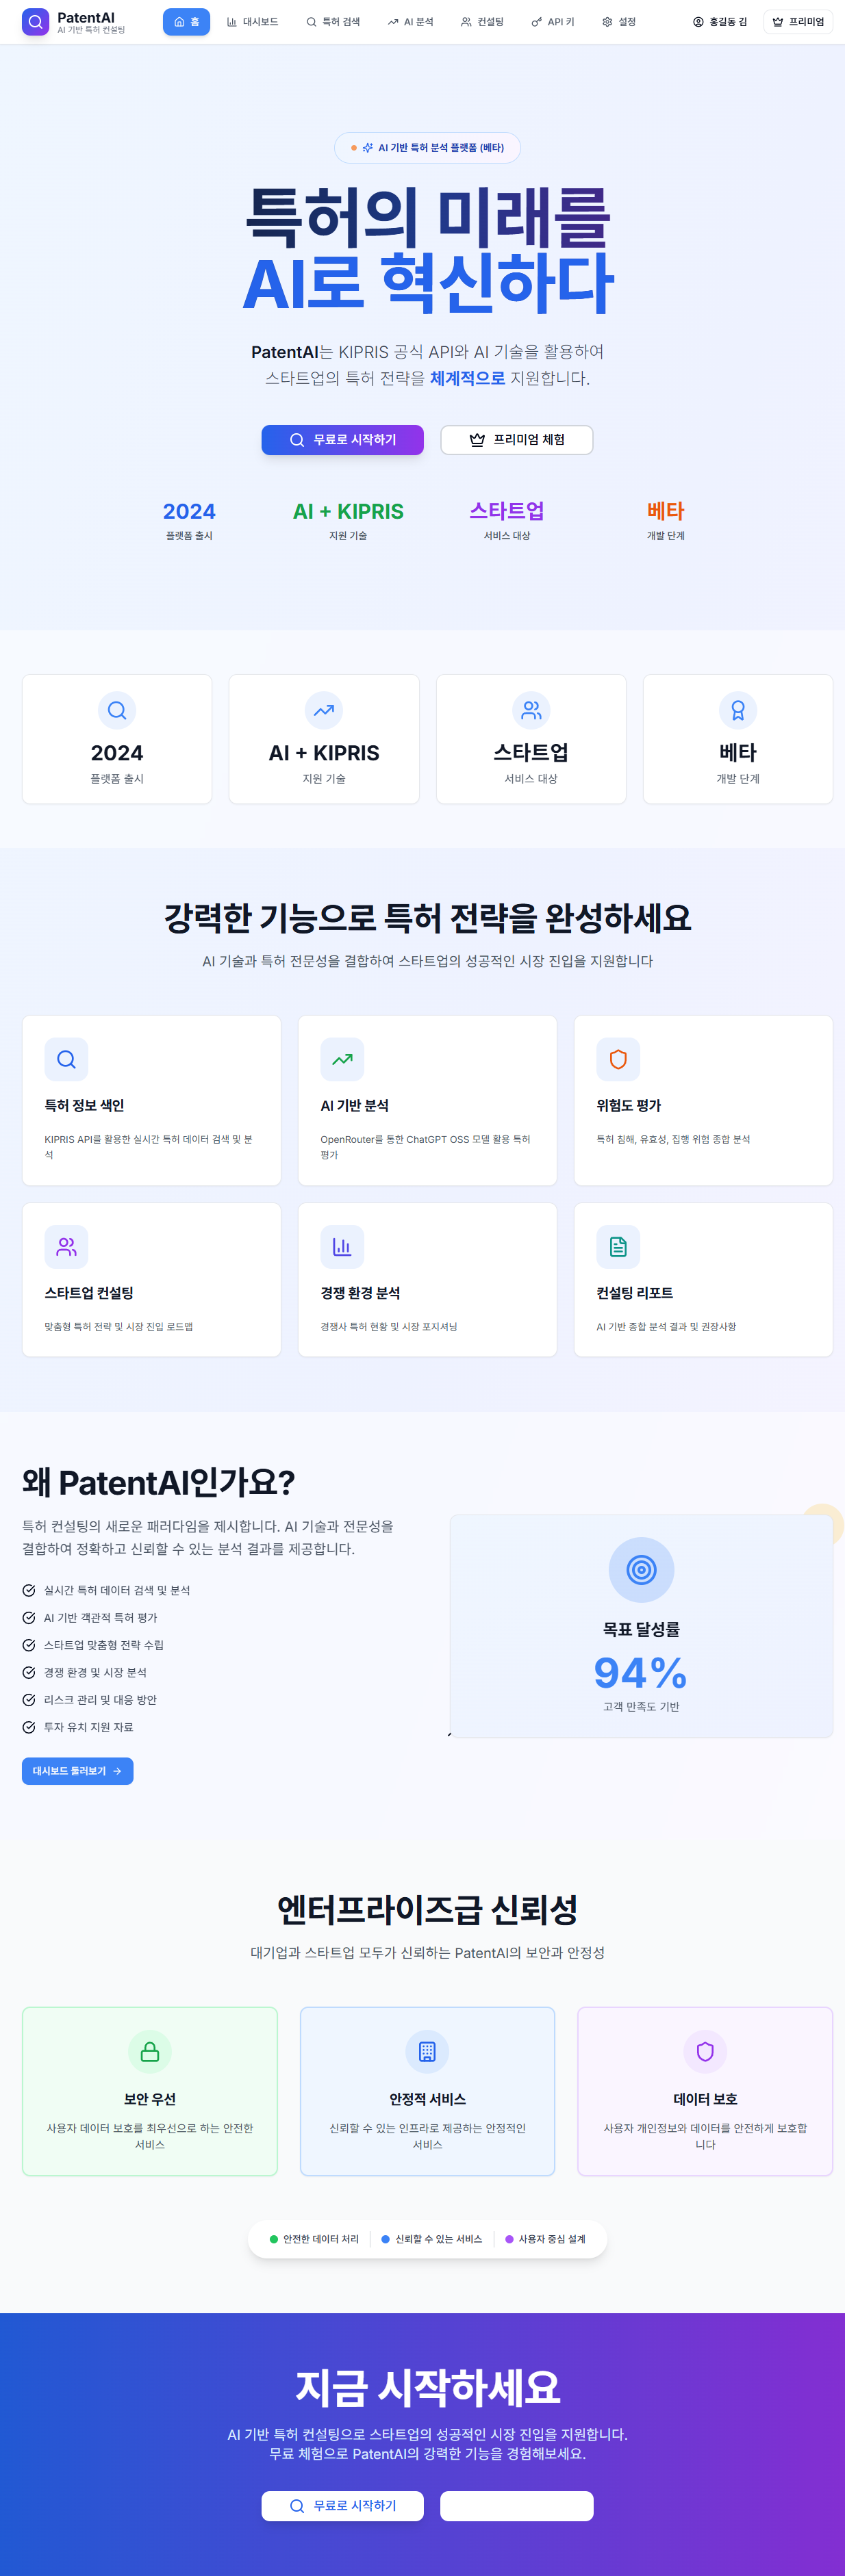 PatentAI
AI 기반 특허 컨설팅
홈
대시보드
특허 검색
AI 분석
컨설팅
API 키
설정
홍길동 김
프리미엄
AI 기반 특허 분석 플랫폼 (베타)
특허의 미래를
AI로 혁신하다
PatentAI는 KIPRIS 공식 API와 AI 기술을 활용하여
스타트업의 특허 전략을 체계적으로 지원합니다.
무료로 시작하기
프리미엄 체험
2024
플랫폼 출시
AI + KIPRIS
지원 기술
스타트업
서비스 대상
베타
개발 단계
2024
플랫폼 출시
AI + KIPRIS
지원 기술
스타트업
서비스 대상
베타
개발 단계
강력한 기능으로 특허 전략을 완성하세요
AI 기술과 특허 전문성을 결합하여 스타트업의 성공적인 시장 진입을 지원합니다
특허 정보 색인
KIPRIS API를 활용한 실시간 특허 데이터 검색 및 분
석
AI 기반 분석
OpenRouter를 통한 ChatGPT OSS 모델 활용 특허
평가
위험도 평가
특허 침해, 유효성, 집행 위험 종합 분석
스타트업 컨설팅
맞춤형 특허 전략 및 시장 진입 로드맵
경쟁 환경 분석
경쟁사 특허 현황 및 시장 포지셔닝
컨설팅 리포트
AI 기반 종합 분석 결과 및 권장사항
왜 PatentAI인가요?
특허 컨설팅의 새로운 패러다임을 제시합니다. AI 기술과 전문성을
결합하여 정확하고 신뢰할 수 있는 분석 결과를 제공합니다.
실시간 특허 데이터 검색 및 분석
AI 기반 객관적 특허 평가
스타트업 맞춤형 전략 수립
경쟁 환경 및 시장 분석
리스크 관리 및 대응 방안
투자 유치 지원 자료
대시보드 둘러보기
목표 달성률
94%
고객 만족도 기반
엔터프라이즈급 신뢰성
대기업과 스타트업 모두가 신뢰하는 PatentAI의 보안과 안정성
보안 우선
사용자 데이터 보호를 최우선으로 하는 안전한
서비스
안정적 서비스
신뢰할 수 있는 인프라로 제공하는 안정적인
서비스
데이터 보호
사용자 개인정보와 데이터를 안전하게 보호합
니다
안전한 데이터 처리
신뢰할 수 있는 서비스
사용자 중심 설계
지금 시작하세요
AI 기반 특허 컨설팅으로 스타트업의 성공적인 시장 진입을 지원합니다.
무료 체험으로 PatentAI의 강력한 기능을 경험해보세요.
무료로 시작하기